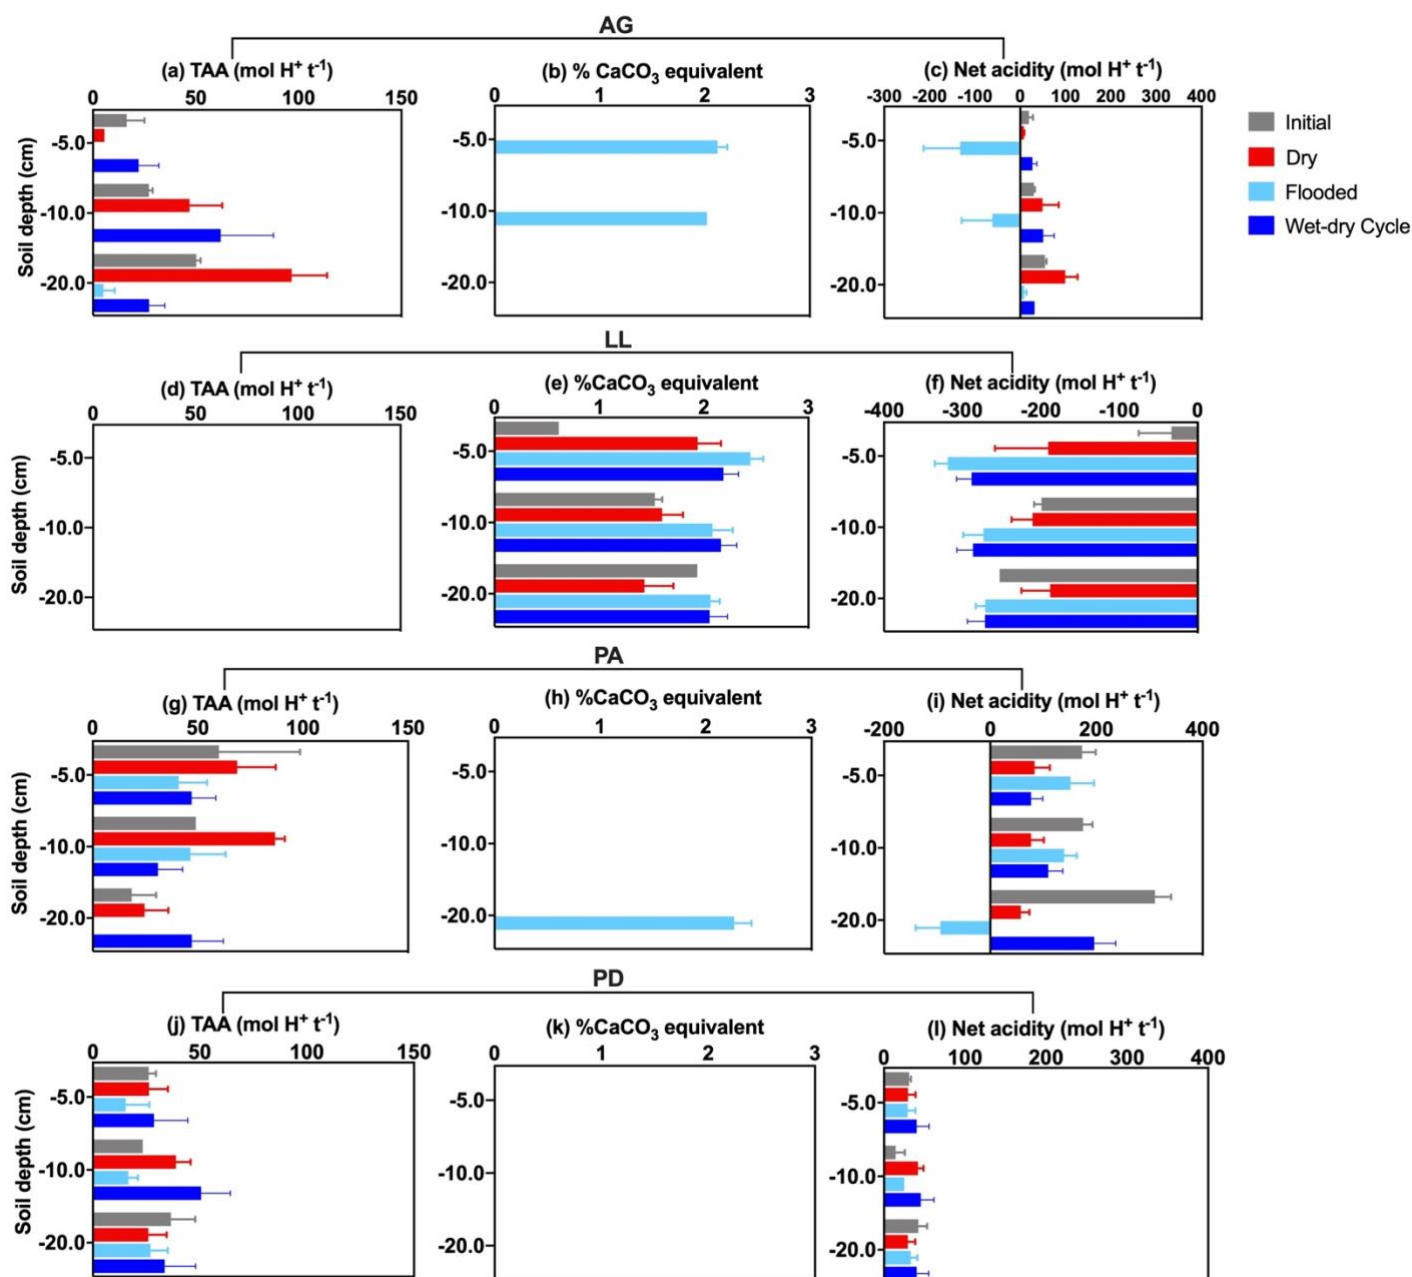 AG
(a) TAA (mol H+ t-1)
(b) % CaCO3 equivalent
(c) Net acidity (mol H+ t-1)
0 50 100 150
0 1 2 3
-300 -200 -100 0 100 200 300 400
Soil depth (cm)
-5.0
-10.0
-20.0
-5.0
-10.0
-20.0
-5.0
-10.0
-20.0
Initial
Dry
Flooded
Wet-dry Cycle
LL
(d) TAA (mol H+ t-1)
(e) %CaCO3 equivalent
(f) Net acidity (mol H+ t-1)
0 50 100 150
0 1 2 3
-400 -300 -200 -100 0
Soil depth (cm)
-5.0
-10.0
-20.0
-5.0
-10.0
-20.0
-5.0
-10.0
-20.0
PA
(g) TAA (mol H+ t-1)
(h) %CaCO3 equivalent
(i) Net acidity (mol H+ t-1)
0 50 100 150
0 1 2 3
-200 0 200 400
Soil depth (cm)
-5.0
-10.0
-20.0
-5.0
-10.0
-20.0
-5.0
-10.0
-20.0
PD
(j) TAA (mol H+ t-1)
(k) %CaCO3 equivalent
(l) Net acidity (mol H+ t-1)
0 50 100 150
0 1 2 3
0 100 200 300 400
Soil depth (cm)
-5.0
-10.0
-20.0
-5.0
-10.0
-20.0
-5.0
-10.0
-20.0